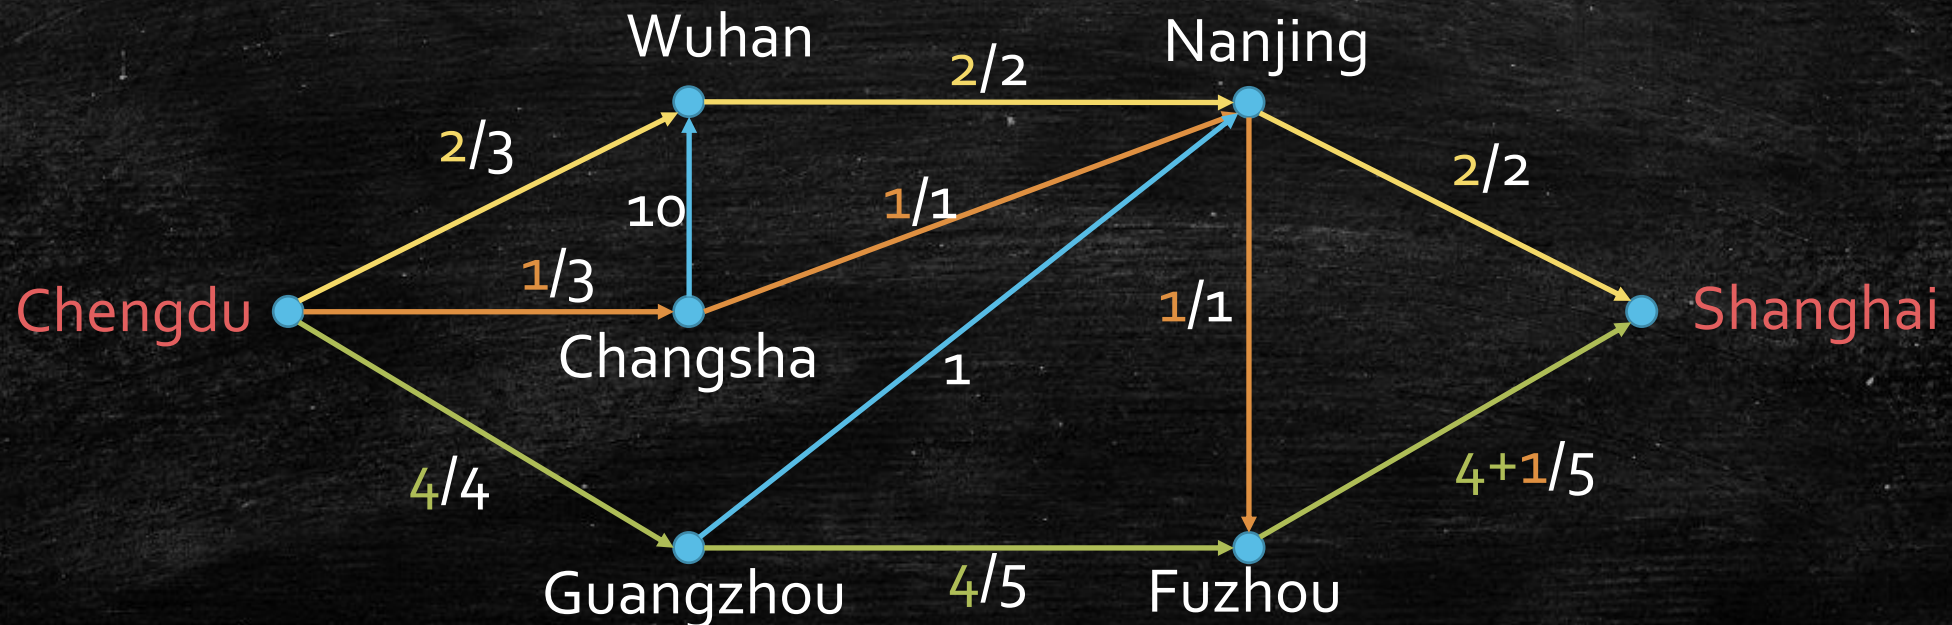 Wuhan
Nanjing
2/2
2/3
2/2
10
1/1
1/3
Chengdu
1/1
Shanghai
Changsha
1
4/4
4+1/5
Guangzhou
4/5
Fuzhou